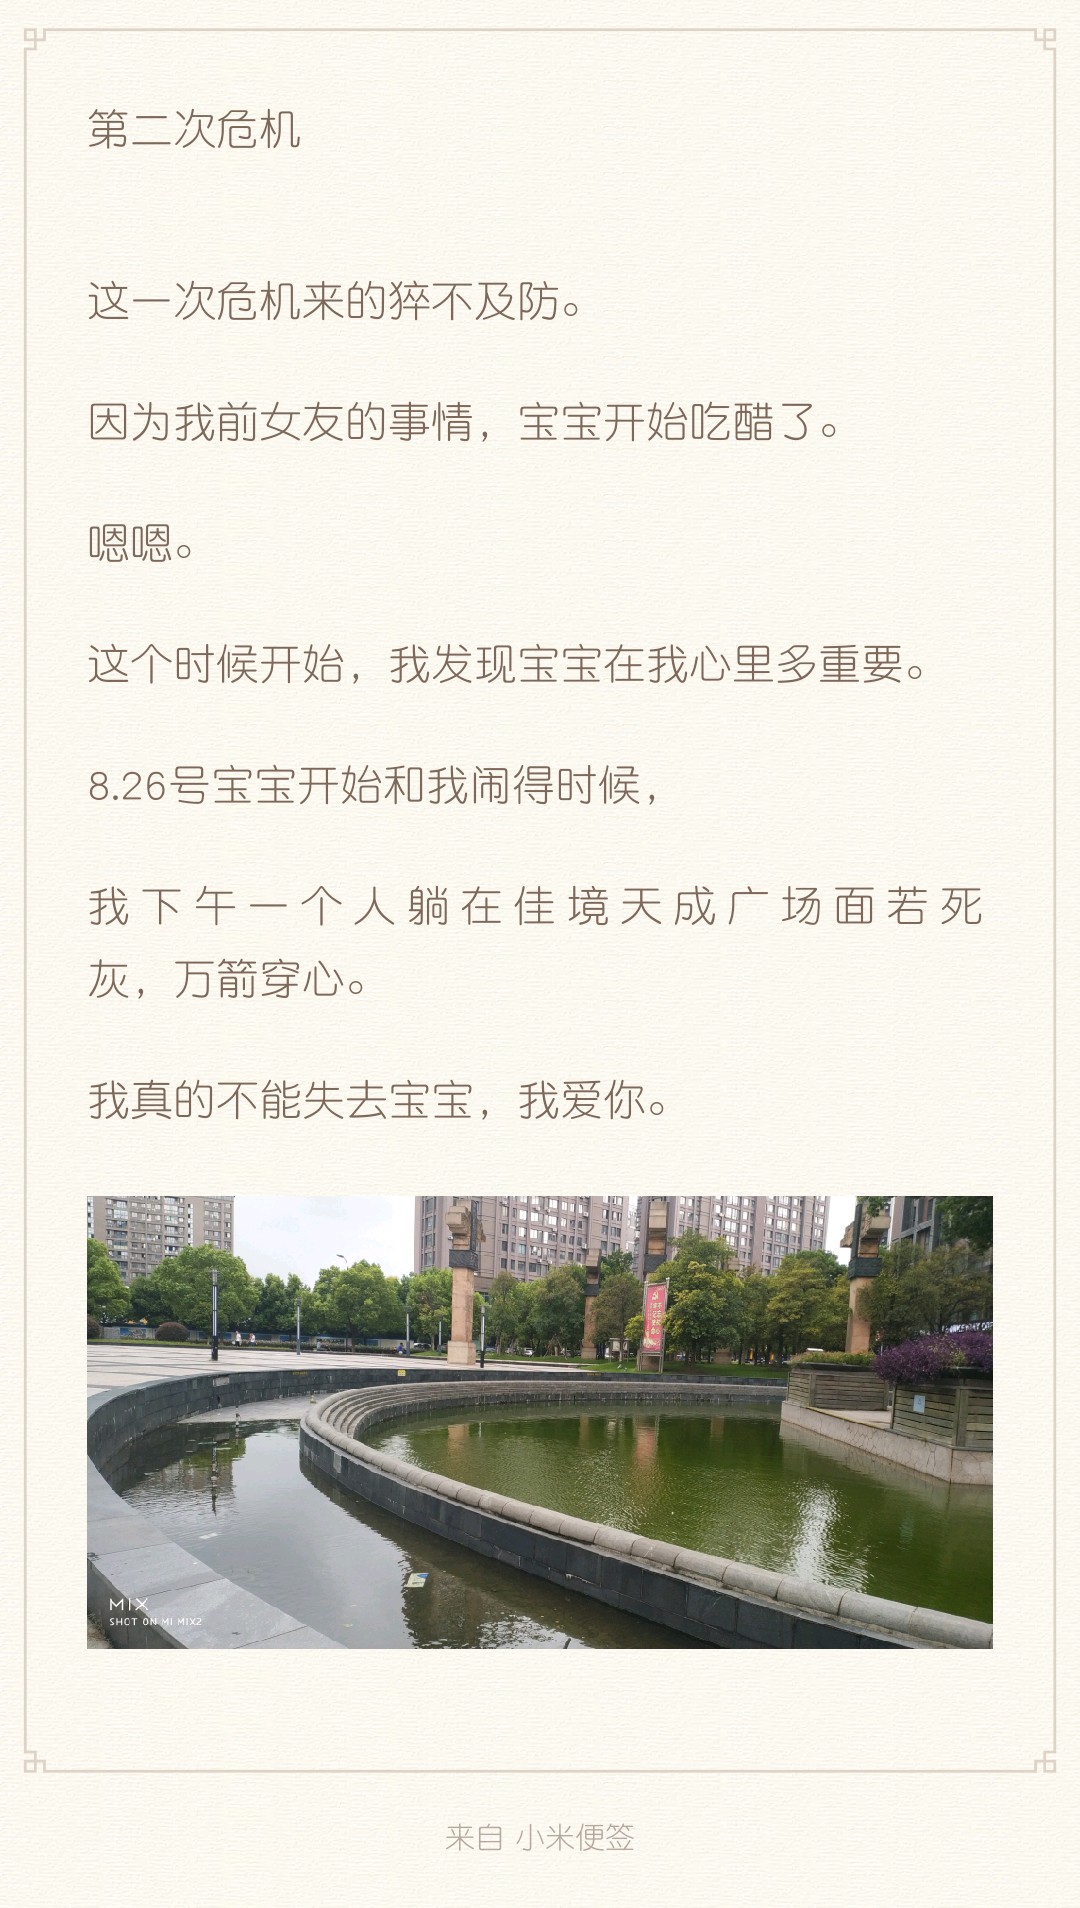 第二次危机
这一次危机来的猝不及防。
因为我前女友的事情，宝宝开始吃醋了。
嗯嗯。
这个时候开始，我发现宝宝在我心里多重要。
8.26号宝宝开始和我闹得时候，
我下午一个人躺在佳境天成广场面若死
灰，万箭穿心。
我真的不能失去宝宝，我爱你。
MIX
SHOT ON MI MIX2
来自 小米便签